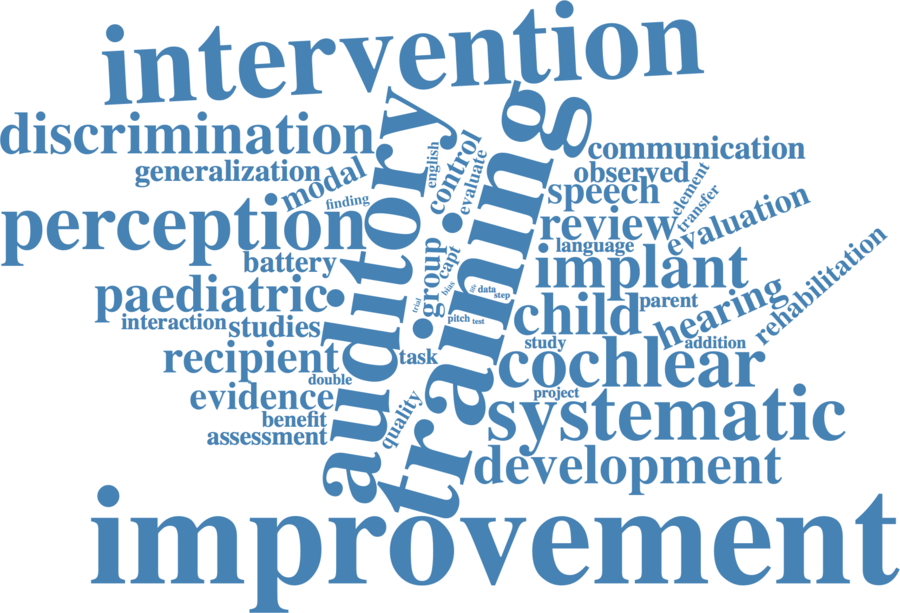 intervention
discrimination
auditory
training
generalization
modal
finding
english
control
evaluate
communication
observed
speech
element
transfer
perception
review
evaluation
language
battery
group
capt
bias
trial
data
step
pitch
test
implant
paediatric
parent
hearing
rehabilitation
interaction
studies
child
addition
study
recipient
task
cochlear
double
evidence
project
benefit
quality
systematic
assessment
development
improvement